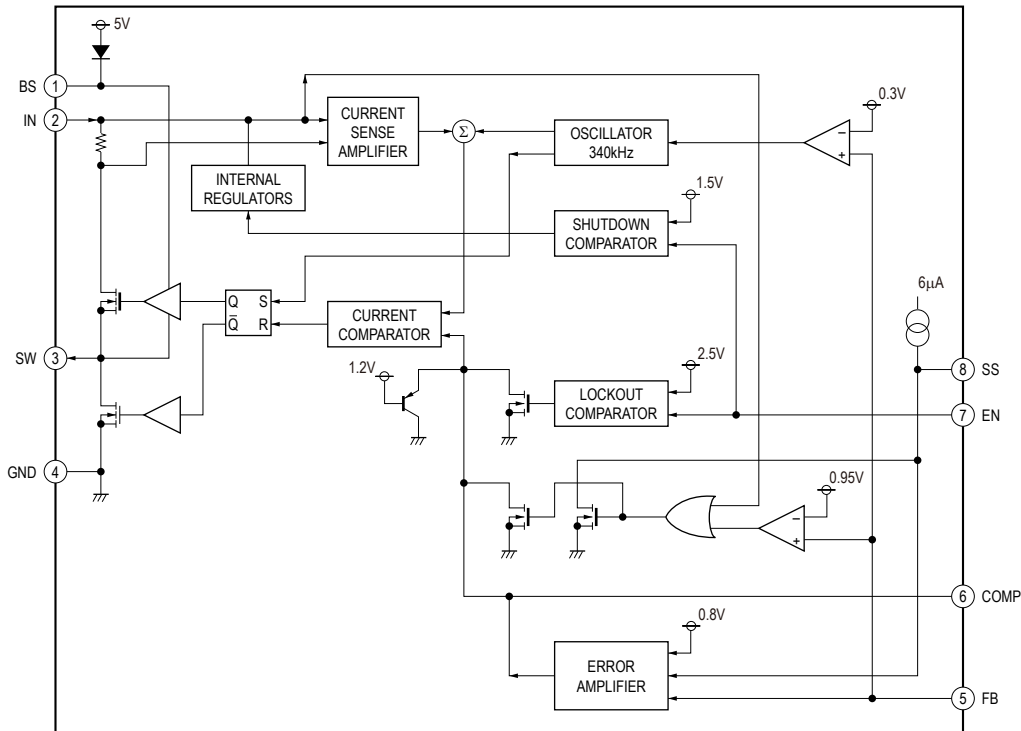 5V
BS 1
IN 2
CURRENT
SENSE
AMPLIFIER
Σ
OSCILLATOR
340kHz
0.3V
−
+
INTERNAL
REGULATORS
1.5V
SHUTDOWN
COMPARATOR
Q S
Q̅ R
CURRENT
COMPARATOR
6μA
SW 3
1.2V
2.5V
LOCKOUT
COMPARATOR
8 SS
7 EN
GND 4
0.95V
−
+
6 COMP
0.8V
ERROR
AMPLIFIER
5 FB